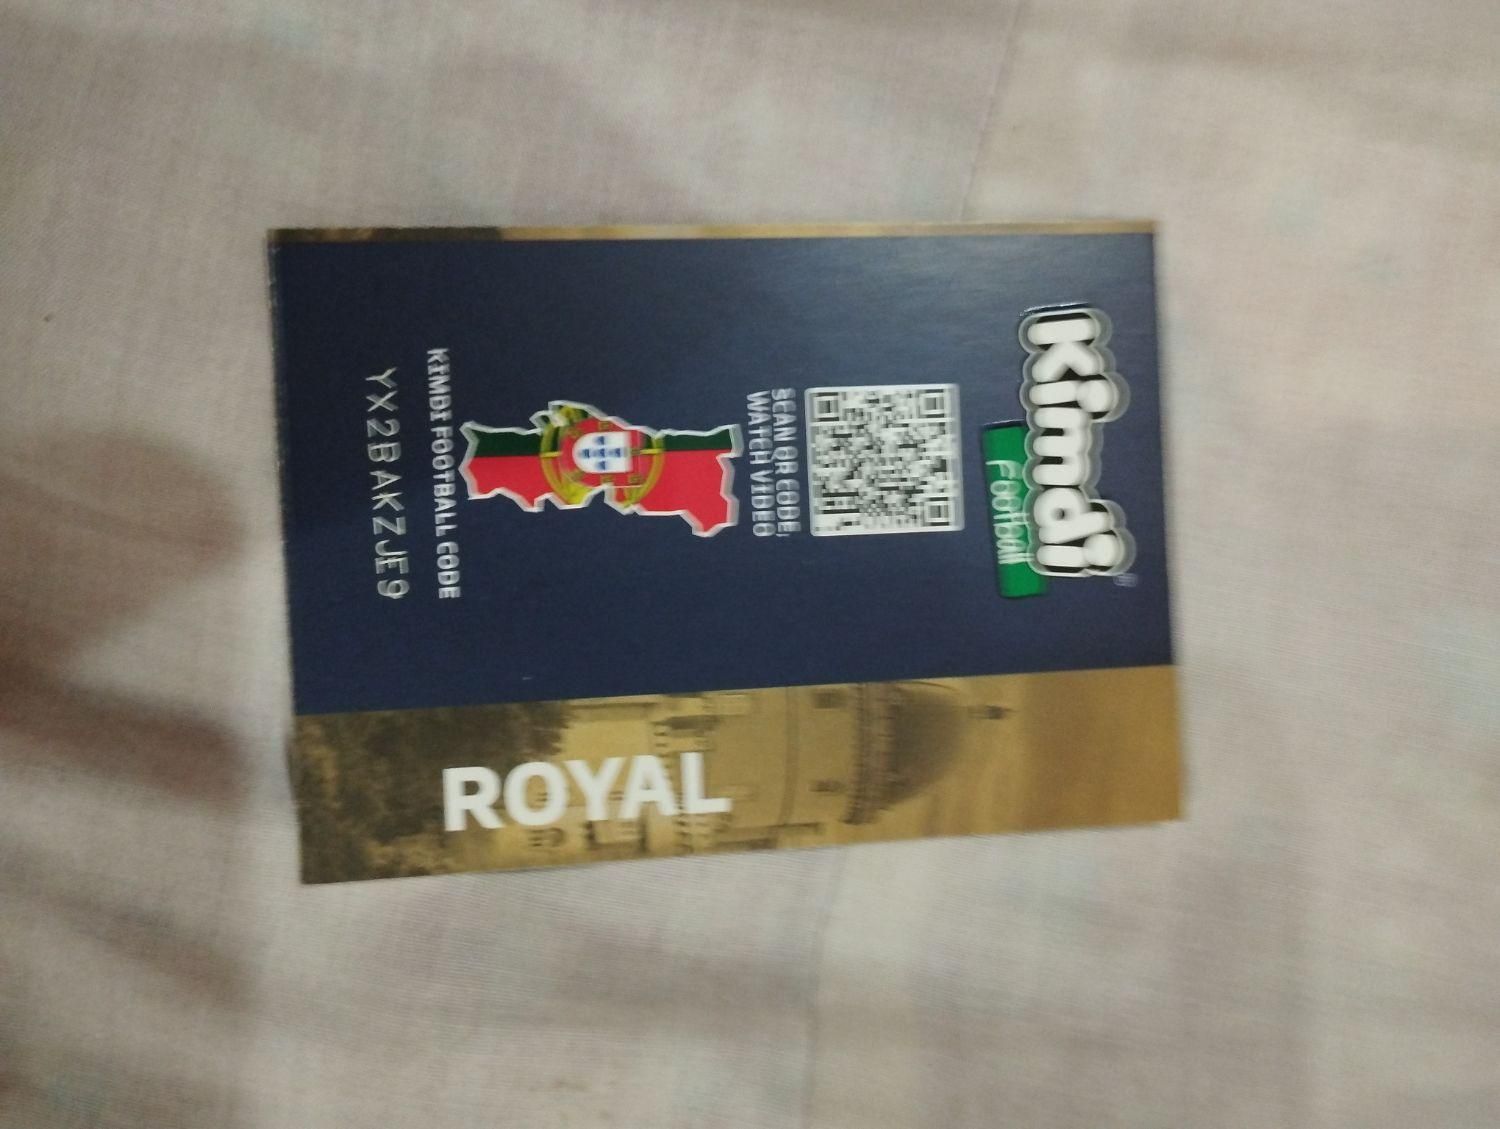 Kimdi®
Football
SCAN QR CODE,
WATCH VIDEO
KIMDI FOOTBALL CODE
YX2BAKZJE9
ROYAL